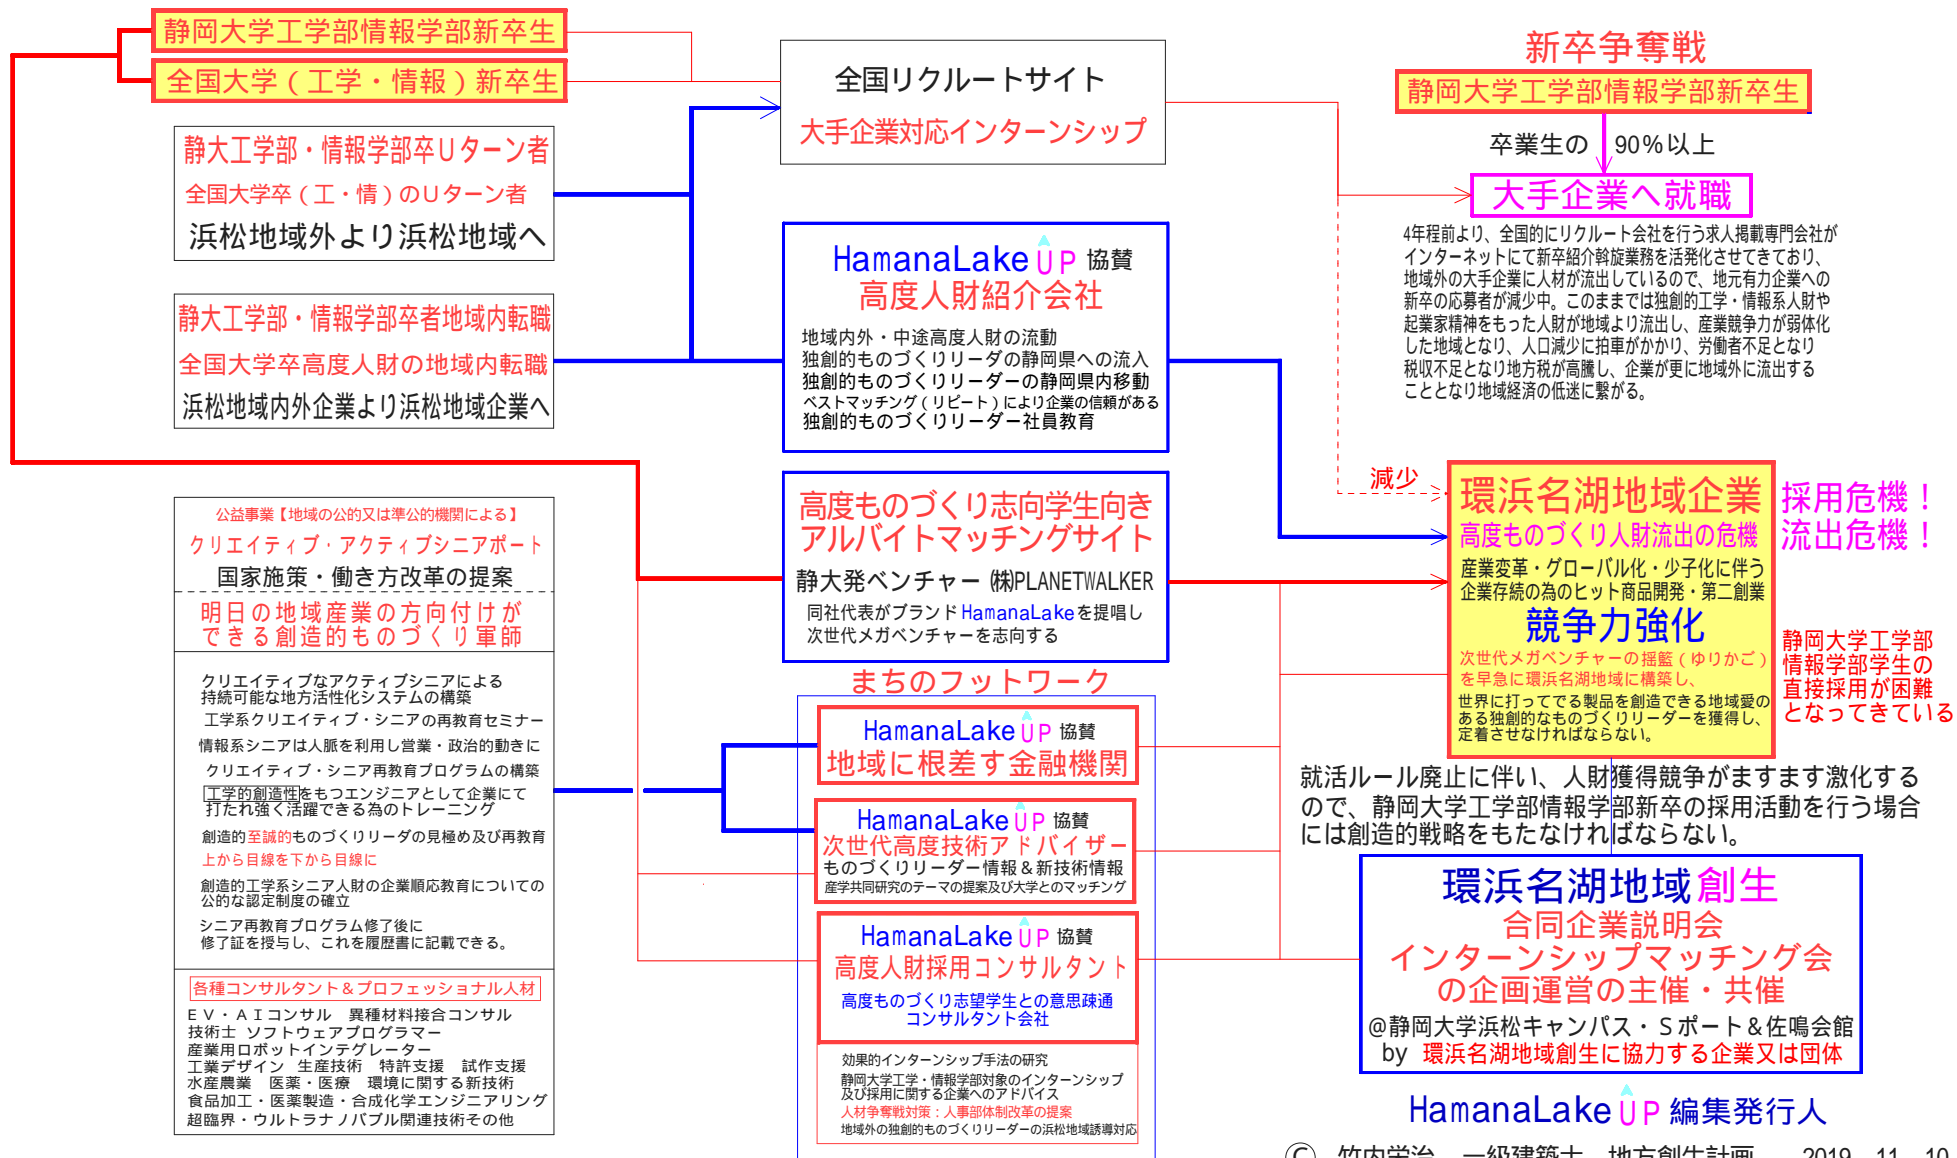 静岡大学工学部情報学部新卒生
全国大学（工学・情報）新卒生
静大工学部・情報学部卒Uターン者
全国大学卒（工・情）のUターン者
浜松地域外より浜松地域へ
静大工学部・情報学部卒者地域内転職
全国大学卒高度人財の地域内転職
浜松地域内外企業より浜松地域企業へ
公益事業【地域の公的又は準公的機関による】
クリエイティブ・アクティブシニアポート
国家施策・働き方改革の提案
明日の地域産業の方向付けが
できる創造的ものづくり軍師
クリエイティブなアクティブシニアによる
持続可能な地方活性化システムの構築
工学系クリエイティブ・シニアの再教育セミナー
情報系シニアは人脈を利用し営業・政治的動きに
クリエイティブ・シニア再教育プログラムの構築
工学的創造性をもつエンジニアとして企業にて
打たれ強く活躍できる為のトレーニング
創造的至誠的ものづくりリーダの見極め及び再教育
上から目線を下から目線に
創造的工学系シニア人財の企業順応教育についての
公的な認定制度の確立
シニア再教育プログラム修了後に
修了証を授与し、これを履歴書に記載できる。
各種コンサルタント＆プロフェッショナル人材
ＥＶ・ＡＩコンサル　異種材料接合コンサル
技術士 ソフトウェアプログラマー
産業用ロボットインテグレーター
工業デザイン 生産技術　特許支援　試作支援
水産農業　医薬・医療　環境に関する新技術
食品加工・医薬製造・合成化学エンジニアリング
超臨界・ウルトラナノバブル関連技術その他
全国リクルートサイト
大手企業対応インターンシップ
HamanaLake UP 協賛
高度人財紹介会社
地域内外・中途高度人財の流動
独創的ものづくりリーダの静岡県への流入
独創的ものづくりリーダーの静岡県内移動
ベストマッチング（リピート）により企業の信頼がある
独創的ものづくりリーダー社員教育
高度ものづくり志向学生向き
アルバイトマッチングサイト
静大発ベンチャー ㈱PLANETWALKER
同社代表がブランドHamanaLakeを提唱し
次世代メガベンチャーを志向する
まちのフットワーク
HamanaLake UP 協賛
地域に根差す金融機関
HamanaLake UP 協賛
次世代高度技術アドバイザー
ものづくりリーダー情報＆新技術情報
産学共同研究のテーマの提案及び大学とのマッチング
HamanaLake UP 協賛
高度人財採用コンサルタント
高度ものづくり志望学生との意思疎通
コンサルタント会社
効果的インターンシップ手法の研究
静岡大学工学・情報学部対象のインターンシップ
及び採用に関する企業へのアドバイス
人材争奪戦対策：人事部体制改革の提案
地域外の独創的ものづくりリーダーの浜松地域誘導対応
新卒争奪戦
静岡大学工学部情報学部新卒生
卒業生の 90％以上
大手企業へ就職
4年程前より、全国的にリクルート会社を行う求人掲載専門会社が
インターネットにて新卒紹介斡旋業務を活発化させてきており、
地域外の大手企業に人材が流出しているので、地元有力企業への
新卒の応募者が減少中。このままでは独創的工学・情報系人財や
起業家精神をもった人財が地域より流出し、産業競争力が弱体化
した地域となり、人口減少に拍車がかかり、労働者不足となり
税収不足となり地方税が高騰し、企業が更に地域外に流出する
こととなり地域経済の低迷に繋がる。
減少
環浜名湖地域企業
高度ものづくり人財流出の危機
産業変革・グローバル化・少子化に伴う
企業存続の為のヒット商品開発・第二創業
競争力強化
次世代メガベンチャーの揺籃（ゆりかご）
を早急に環浜名湖地域に構築し、
世界に打ってでる製品を創造できる地域愛の
ある独創的なものづくりリーダーを獲得し、
定着させなければならない。
採用危機！
流出危機！
静岡大学工学部
情報学部学生の
直接採用が困難
となってきている
就活ルール廃止に伴い、人財獲得競争がますます激化する
ので、静岡大学工学部情報学部新卒の採用活動を行う場合
には創造的戦略をもたなければならない。
環浜名湖地域創生
合同企業説明会
インターンシップマッチング会
の企画運営の主催・共催
@静岡大学浜松キャンパス・Ｓポート＆佐鳴会館
by 環浜名湖地域創生に協力する企業又は団体
HamanaLake UP 編集発行人
Ⓒ 竹内栄治 一級建築士 地方創生計画 2019 11 10